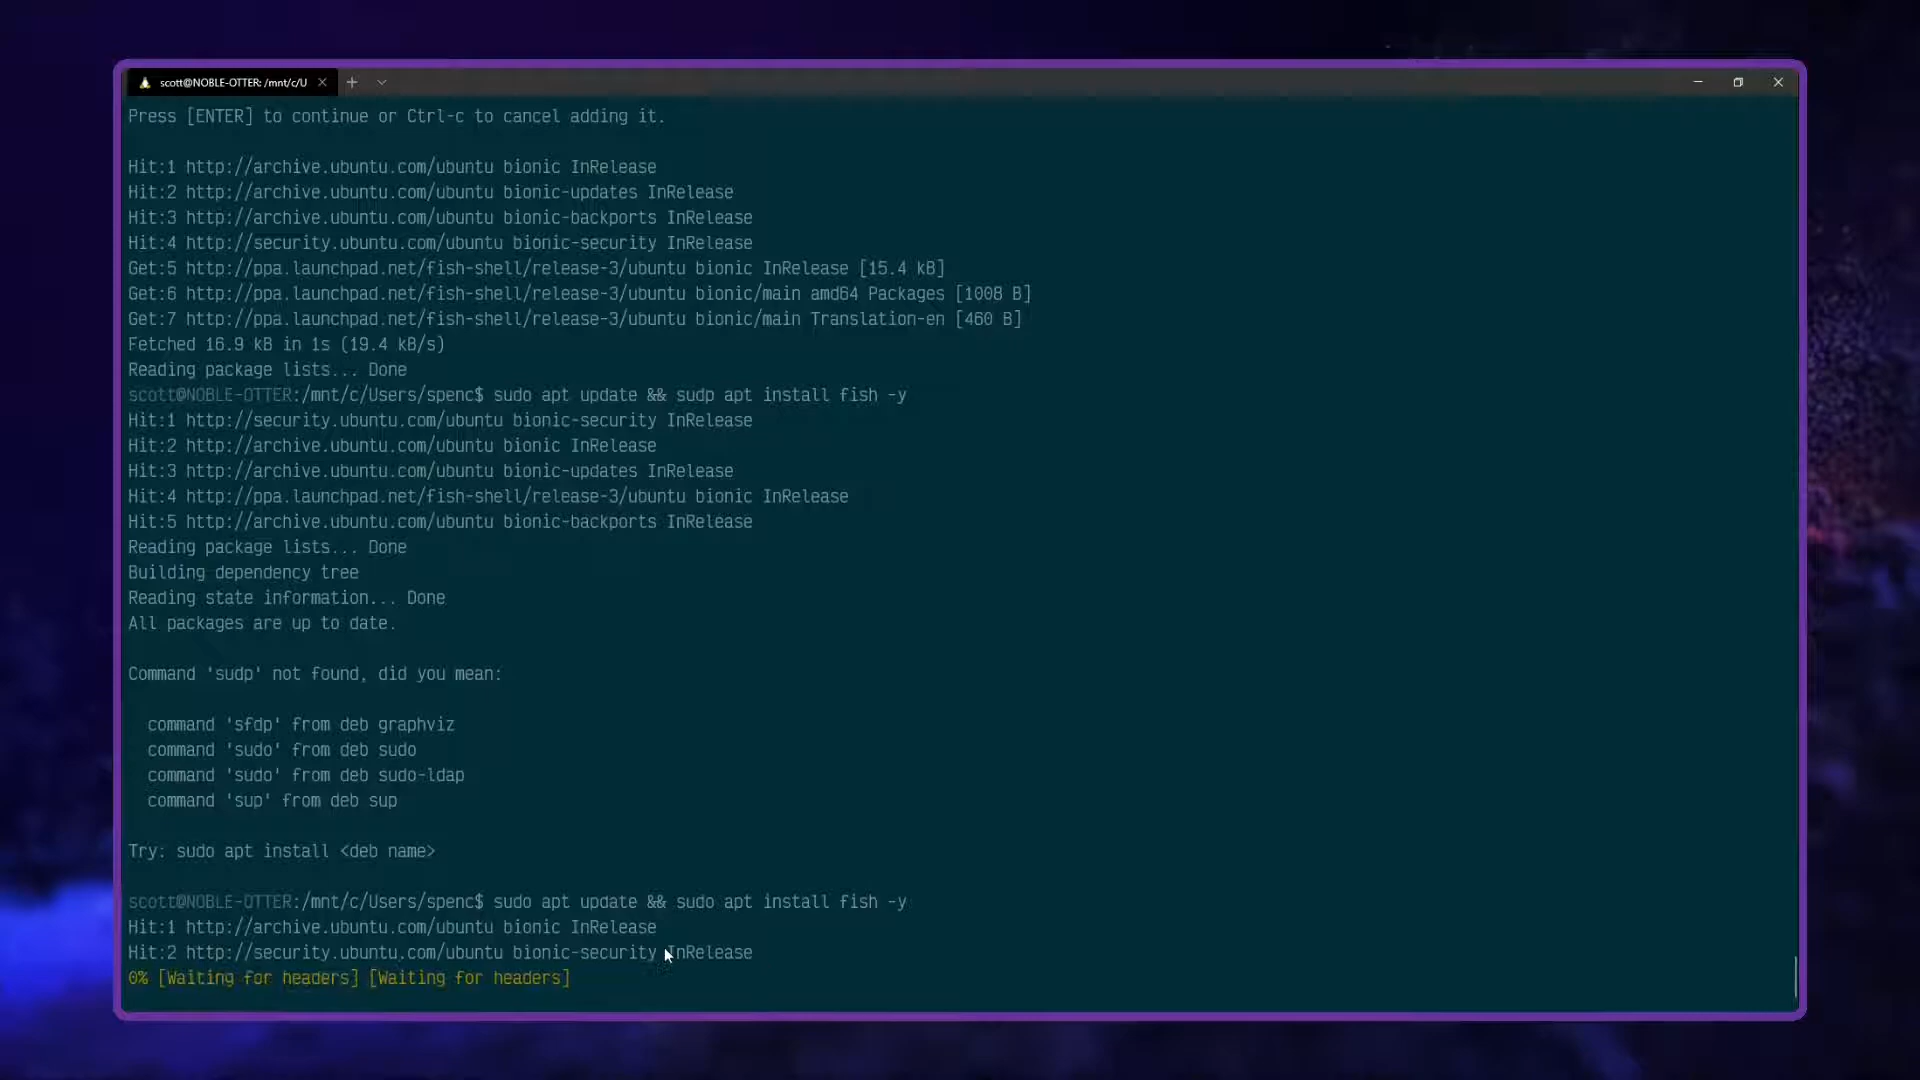 scott@NOBLE-OTTER: /mnt/c/U
Press [ENTER] to continue or Ctrl-c to cancel adding it.
Hit:1 http://archive.ubuntu.com/ubuntu bionic InRelease
Hit:2 http://archive.ubuntu.com/ubuntu bionic-updates InRelease
Hit:3 http://archive.ubuntu.com/ubuntu bionic-backports InRelease
Hit:4 http://security.ubuntu.com/ubuntu bionic-security InRelease
Get:5 http://ppa.launchpad.net/fish-shell/release-3/ubuntu bionic InRelease [15.4 kB]
Get:6 http://ppa.launchpad.net/fish-shell/release-3/ubuntu bionic/main amd64 Packages [1008 B]
Get:7 http://ppa.launchpad.net/fish-shell/release-3/ubuntu bionic/main Translation-en [460 B]
Fetched 16.9 kB in 1s (19.4 kB/s)
Reading package lists... Done
scott@NOBLE-OTTER:/mnt/c/Users/spenc$ sudo apt update && sudp apt install fish -y
Hit:1 http://security.ubuntu.com/ubuntu bionic-security InRelease
Hit:2 http://archive.ubuntu.com/ubuntu bionic InRelease
Hit:3 http://archive.ubuntu.com/ubuntu bionic-updates InRelease
Hit:4 http://ppa.launchpad.net/fish-shell/release-3/ubuntu bionic InRelease
Hit:5 http://archive.ubuntu.com/ubuntu bionic-backports InRelease
Reading package lists... Done
Building dependency tree
Reading state information... Done
All packages are up to date.
Command 'sudp' not found, did you mean:
command 'sfdp' from deb graphviz
command 'sudo' from deb sudo
command 'sudo' from deb sudo-ldap
command 'sup' from deb sup
Try: sudo apt install <deb name>
scott@NOBLE-OTTER:/mnt/c/Users/spenc$ sudo apt update && sudo apt install fish -y
Hit:1 http://archive.ubuntu.com/ubuntu bionic InRelease
Hit:2 http://security.ubuntu.com/ubuntu bionic-security InRelease
0% [Waiting for headers] [Waiting for headers]